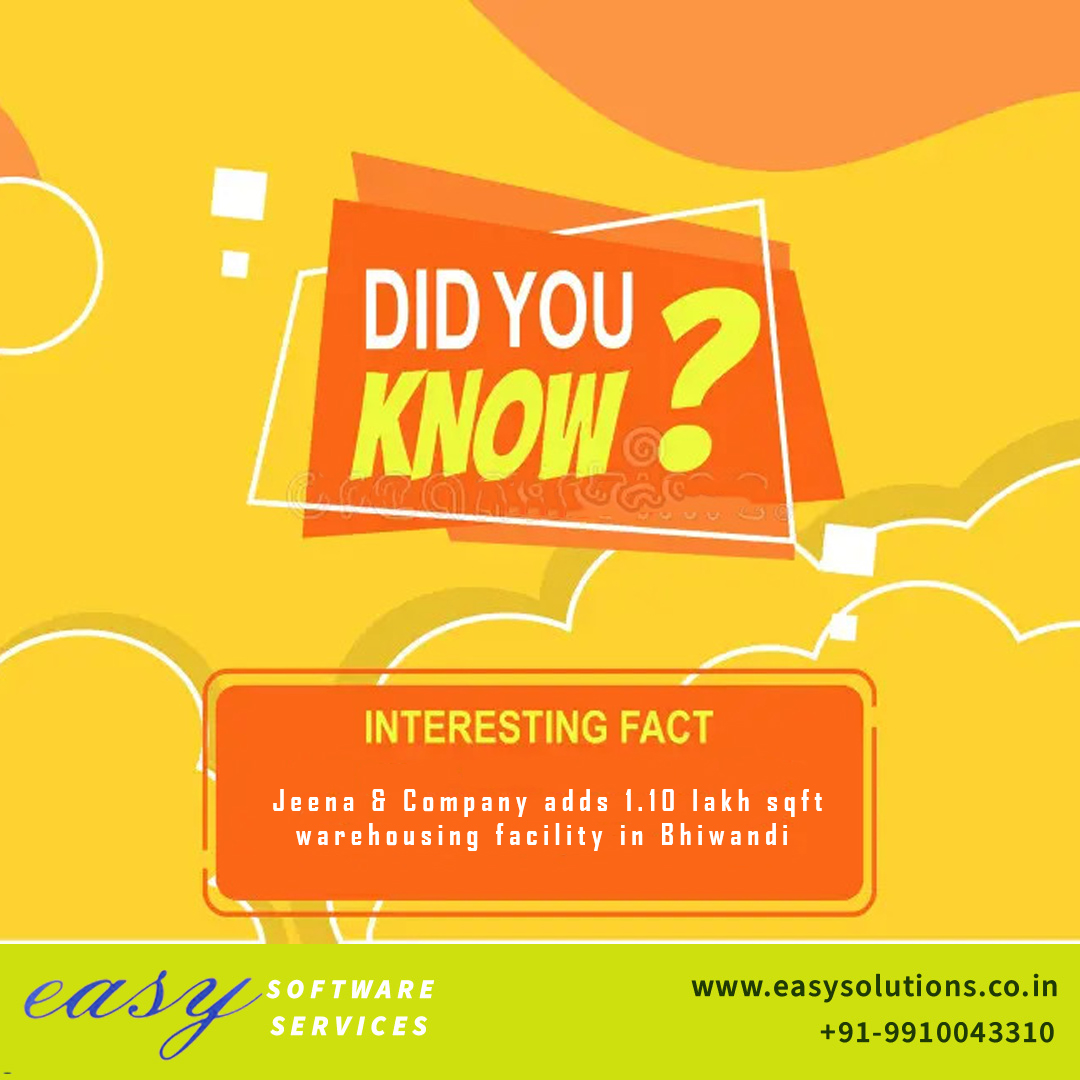 DID YOU
KNOW ?
INTERESTING FACT
Jeena & Company adds 1.10 lakh sqft
warehousing facility in Bhiwandi
easy SOFTWARE
SERVICES
www.easysolutions.co.in
+91-9910043310